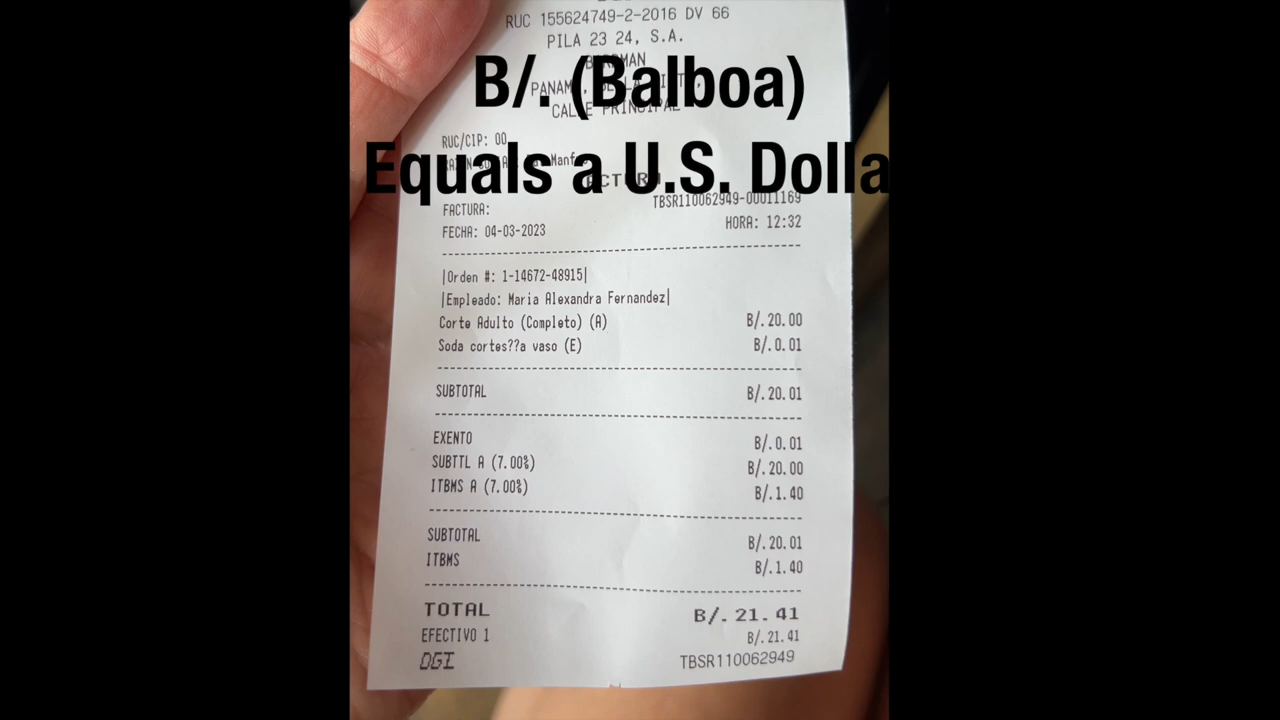 RUC 155624749-2-2016 DV 66
PILA 23 24, S.A.
B/. (Balboa)
CALLE PRINCIPAL
RUC/CIP: 00
Equals a U.S. Dolla
TBSR110062949-00011169
FACTURA:
FECHA: 04-03-2023 HORA: 12:32
|Orden #: 1-14672-48915|
|Empleado: Maria Alexandra Fernandez|
Corte Adulto (Completo) (A) B/.20.00
Soda cortes??a vaso (E) B/.0.01
SUBTOTAL B/.20.01
EXENTO B/.0.01
SUBTTL A (7.00%) B/.20.00
ITBMS A (7.00%) B/.1.40
SUBTOTAL B/.20.01
ITBMS B/.1.40
TOTAL B/.21.41
EFECTIVO 1 B/.21.41
DGI TBSR110062949